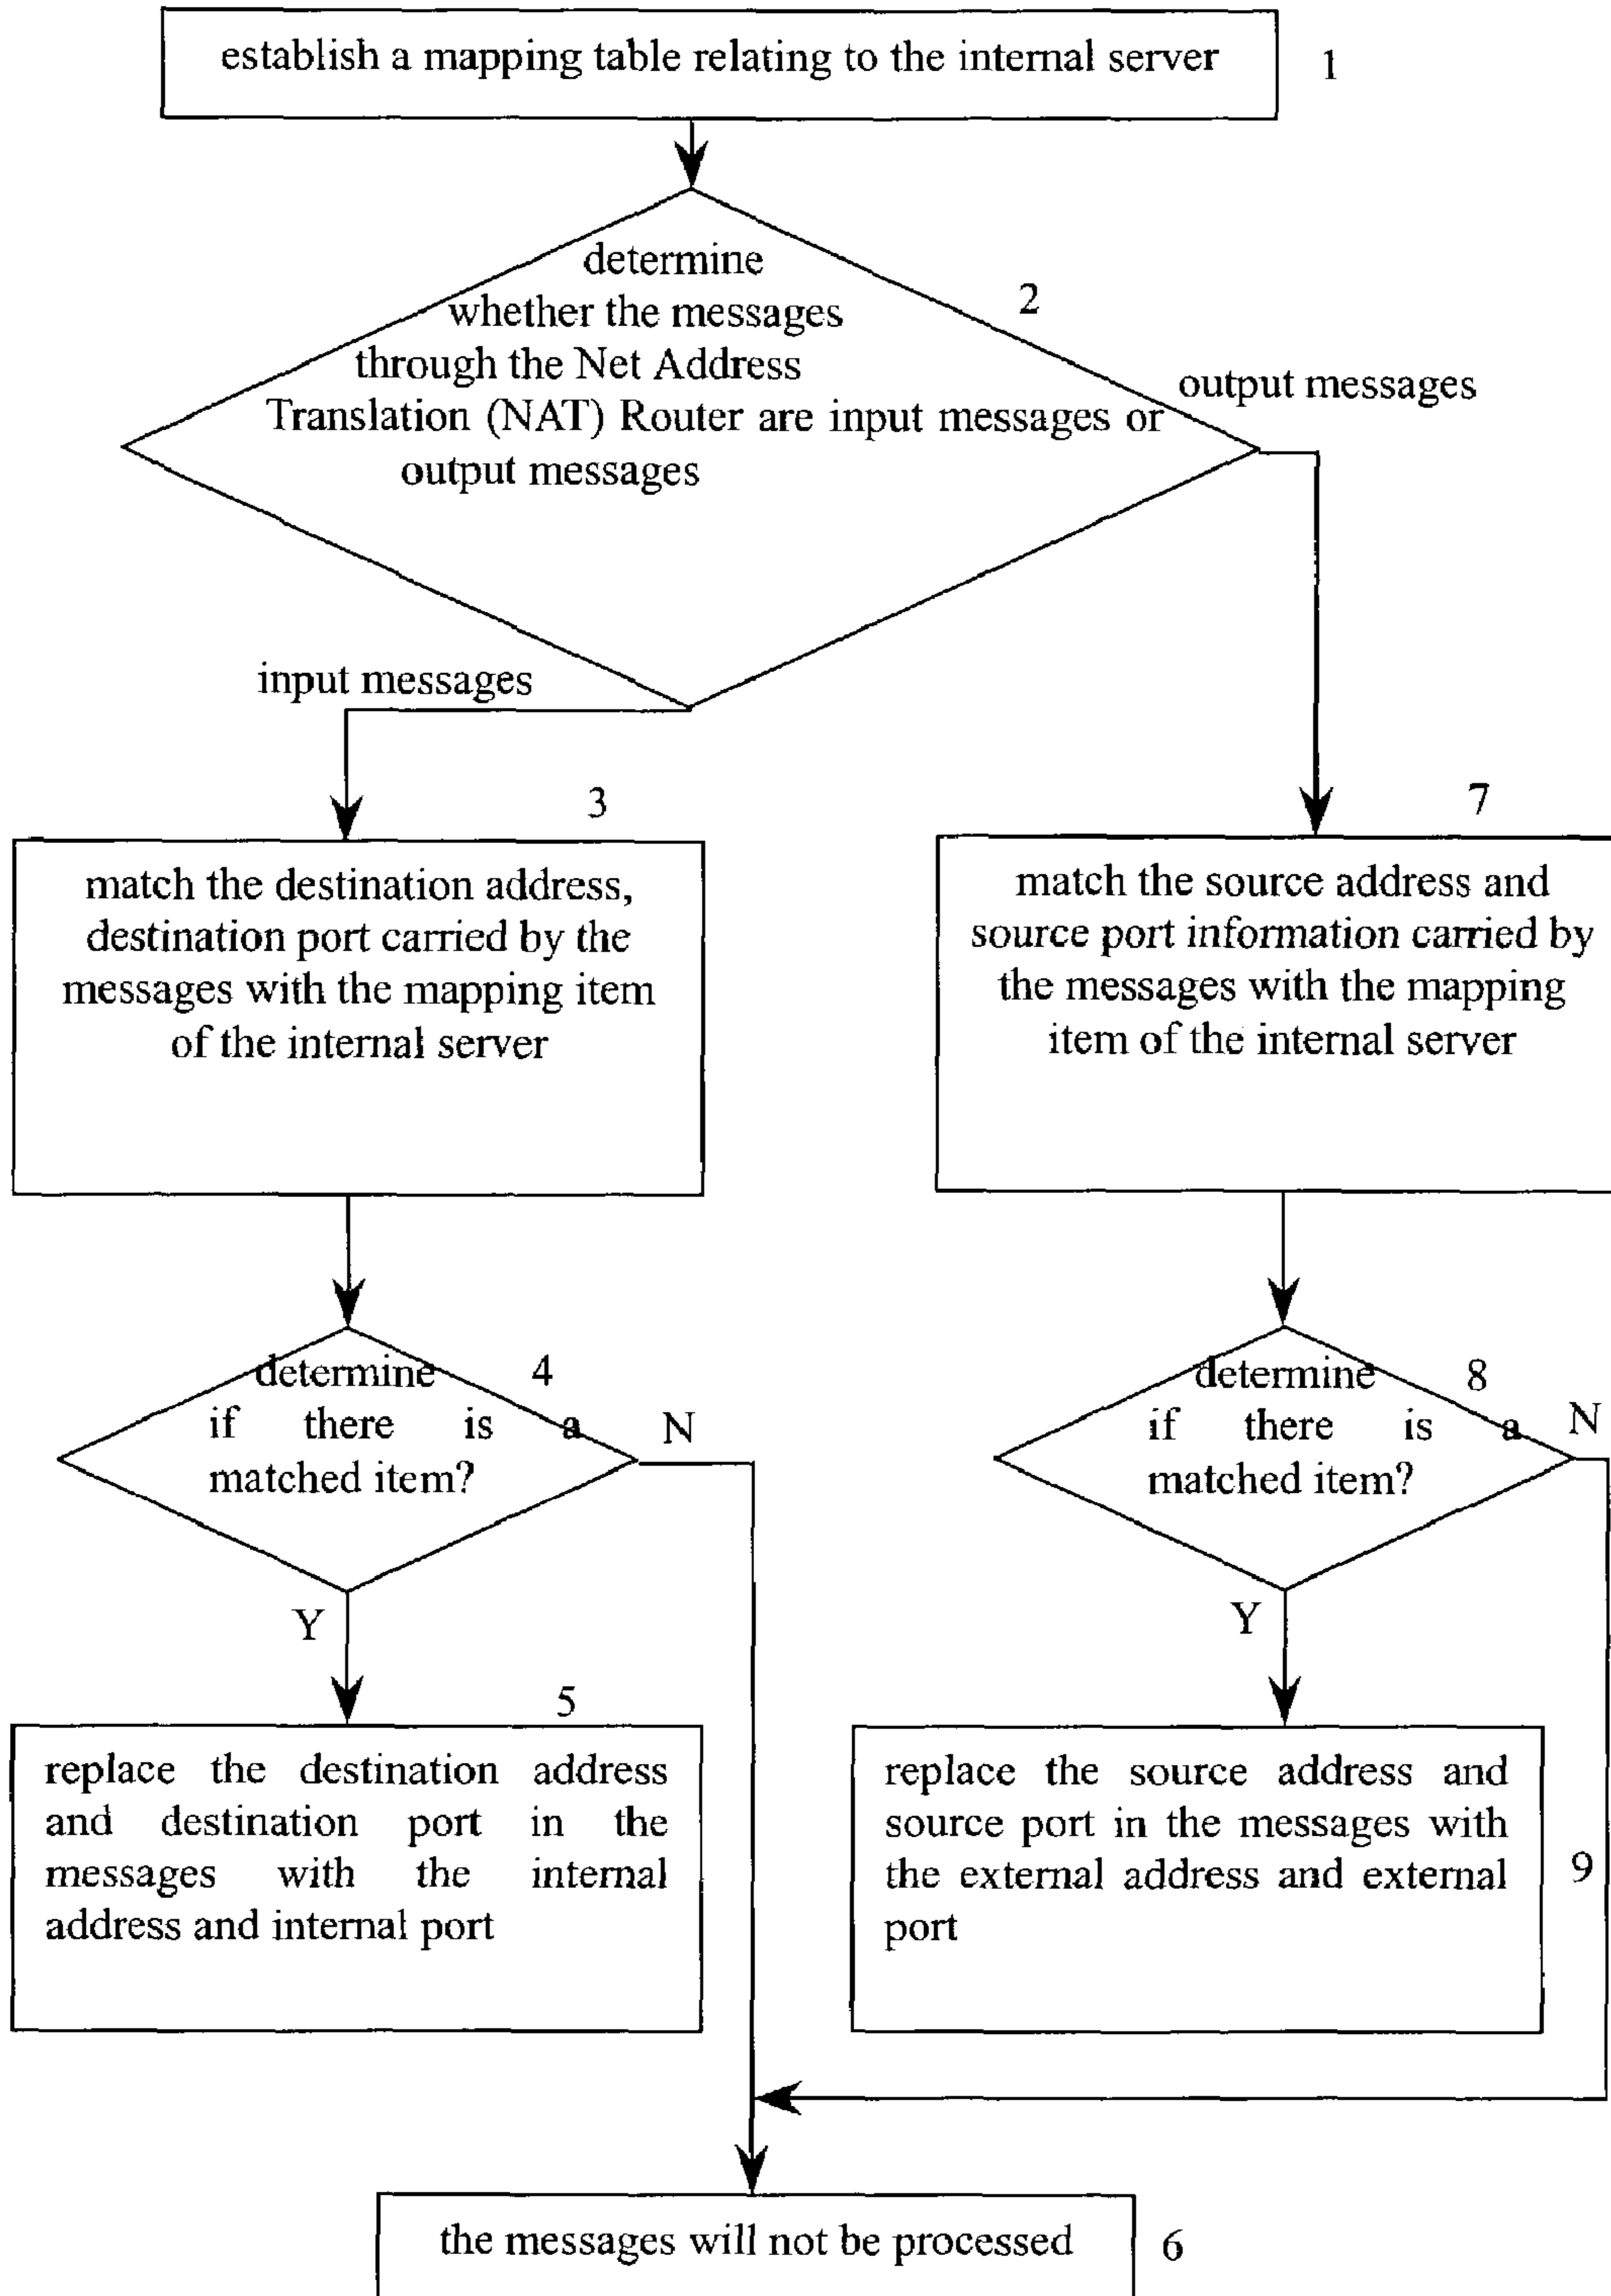 establish a mapping table relating to the internal server
1
determine
whether the messages
through the Net Address
Translation (NAT) Router are input messages or
output messages
2
output messages
input messages
3
match the destination address,
destination port carried by the
messages with the mapping item
of the internal server
7
match the source address and
source port information carried by
the messages with the mapping
item of the internal server
determine
if there is a
matched item?
4
N
Y
determine
if there is a
matched item?
8
N
Y
5
replace the destination address
and destination port in the
messages with the internal
address and internal port
replace the source address and
source port in the messages with
the external address and external
port
9
the messages will not be processed
6